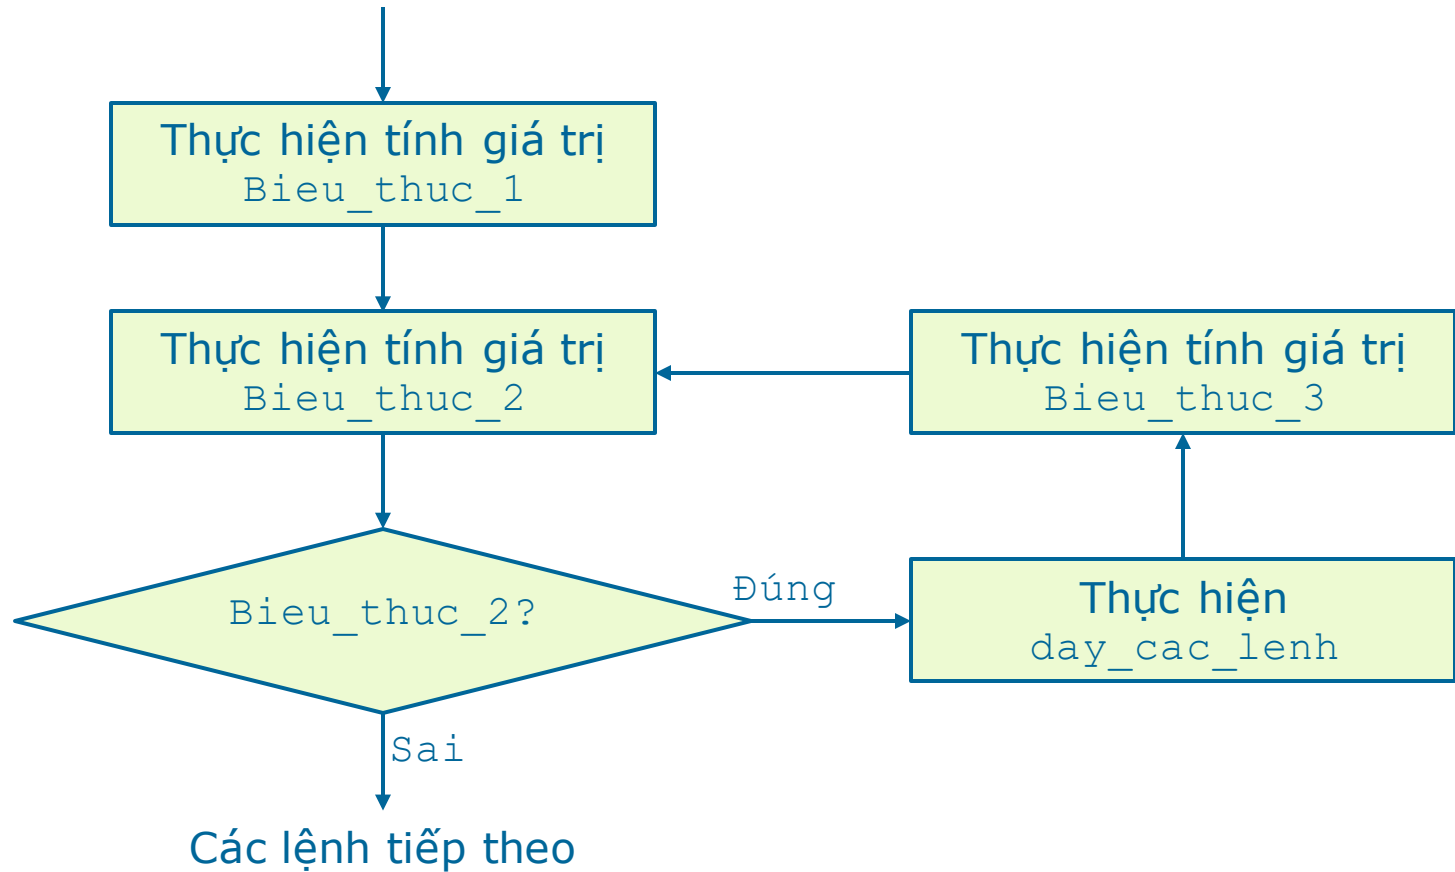 Thực hiện tính giá trị
Bieu_thuc_1
Thực hiện tính giá trị
Bieu_thuc_2
Thực hiện tính giá trị
Bieu_thuc_3
Bieu_thuc_2?
Đúng
Thực hiện
day_cac_lenh
Sai
Các lệnh tiếp theo